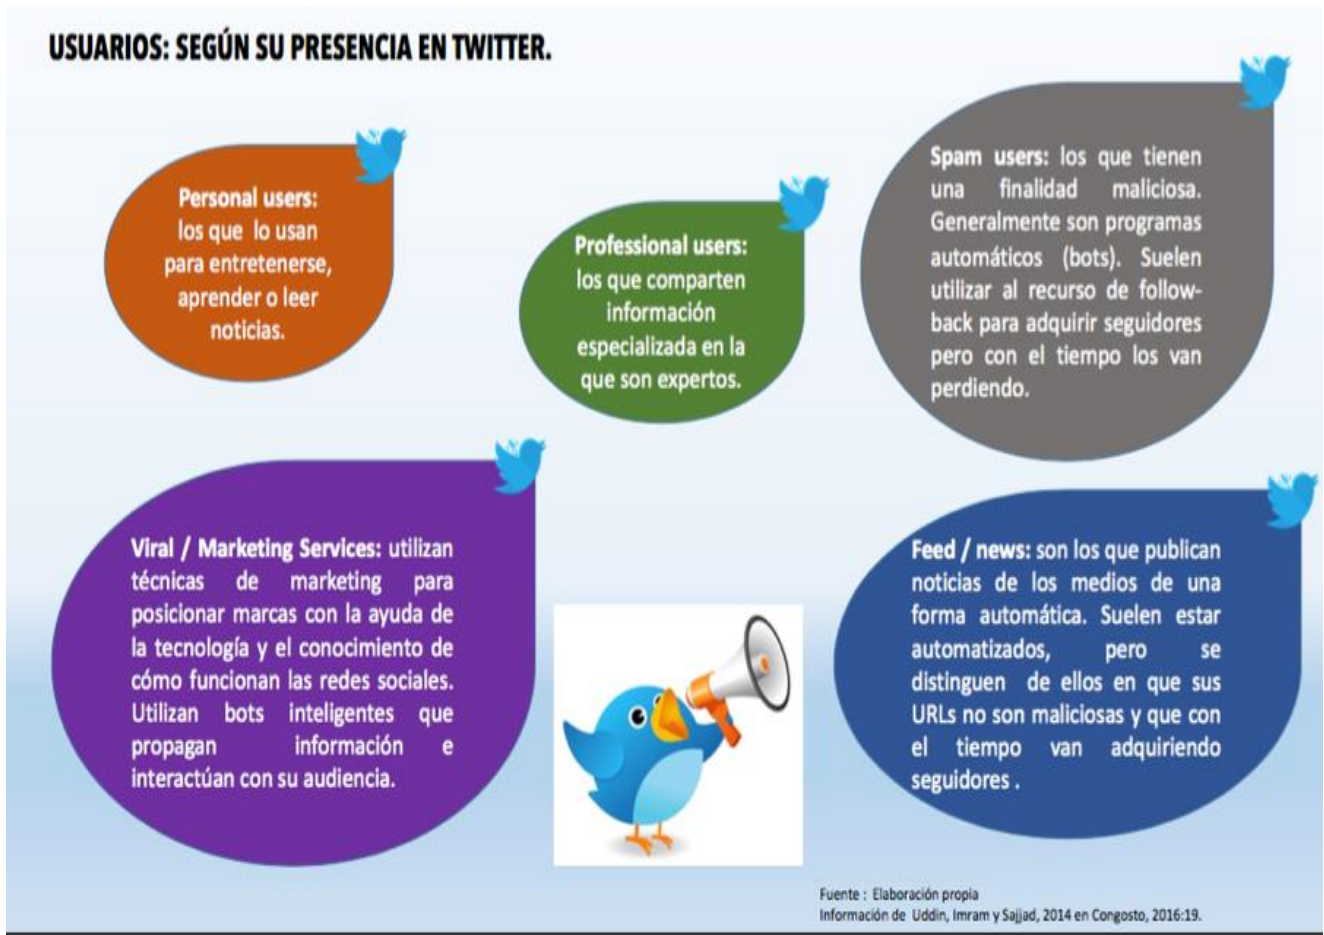 USUARIOS: SEGÚN SU PRESENCIA EN TWITTER.
Personal users:
los que lo usan
para entretenerse,
aprender o leer
noticias.
Professional users:
los que comparten
información
especializada en la
que son expertos.
Spam users: los que tienen
una finalidad maliciosa.
Generalmente son programas
automáticos (bots). Suelen
utilizar al recurso de follow-
back para adquirir seguidores
pero con el tiempo los van
perdiendo.
Viral / Marketing Services: utilizan
técnicas de marketing para
posicionar marcas con la ayuda de
la tecnología y el conocimiento de
cómo funcionan las redes sociales.
Utilizan bots inteligentes que
propagan información e
interactúan con su audiencia.
Feed / news: son los que publican
noticias de los medios de una
forma automática. Suelen estar
automatizados, pero se
distinguen de ellos en que sus
URLs no son maliciosas y que con
el tiempo van adquiriendo
seguidores .
Fuente : Elaboración propia
Información de Uddin, Imram y Sajjad, 2014 en Congosto, 2016:19.